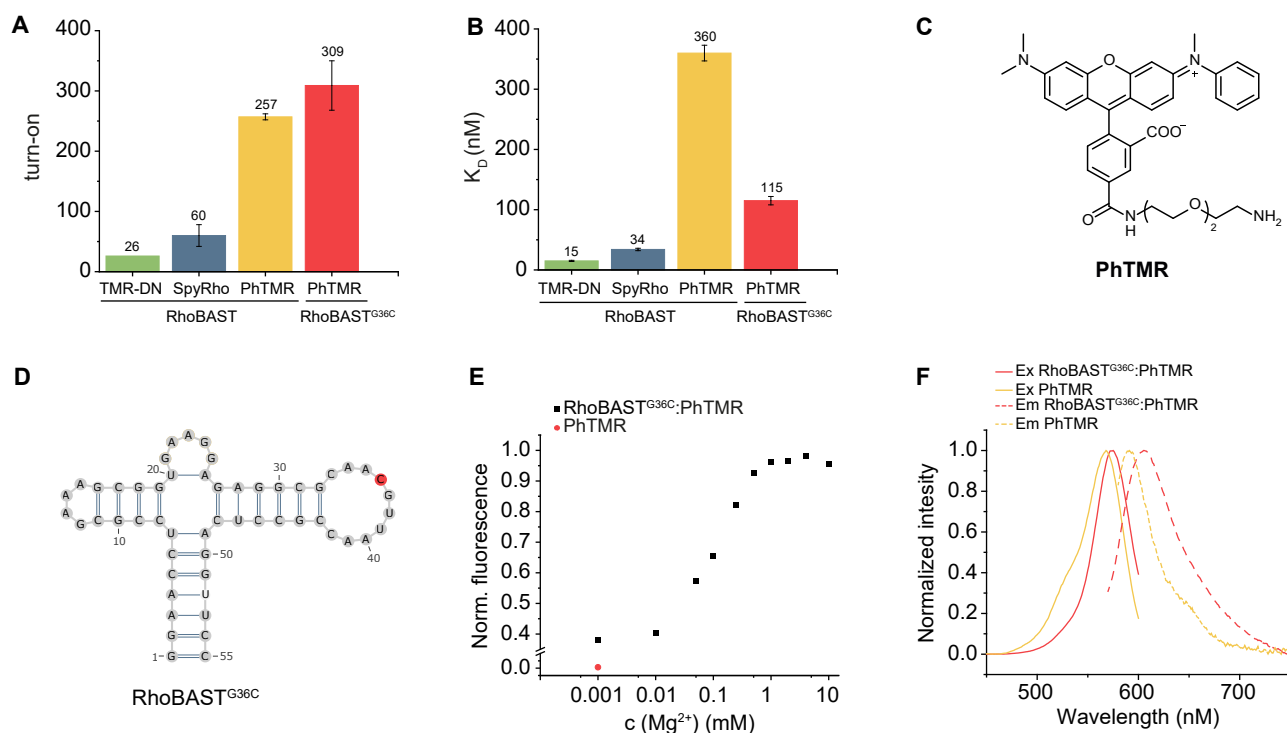 A
turn-on
400
300
200
100
0
26
60
257
309
TMR-DN SpyRho PhTMR PhTMR
RhoBAST RhoBAST^G36C
B
K_D (nM)
400
300
200
100
0
15
34
360
115
TMR-DN SpyRho PhTMR PhTMR
RhoBAST RhoBAST^G36C
C
N O N +
COO−
O N H O 2 NH2
PhTMR
D
1 10 20 30 40 50 55
G G A A C C U C C G C G A A A G C G G U G A A G G A G A G G C G C A A C G U U A A C C G C C U C A G G U U C C
RhoBAST^G36C
E
RhoBAST^G36C:PhTMR
PhTMR
Norm. fluorescence
1.0
0.9
0.8
0.7
0.6
0.5
0.4
0.0
0.001 0.01 0.1 1 10
c (Mg2+) (mM)
F
Ex RhoBAST^G36C:PhTMR
Ex PhTMR
Em RhoBAST^G36C:PhTMR
Em PhTMR
Normalized intesity
1.0
0.8
0.6
0.4
0.2
0.0
500 600 700
Wavelength (nM)